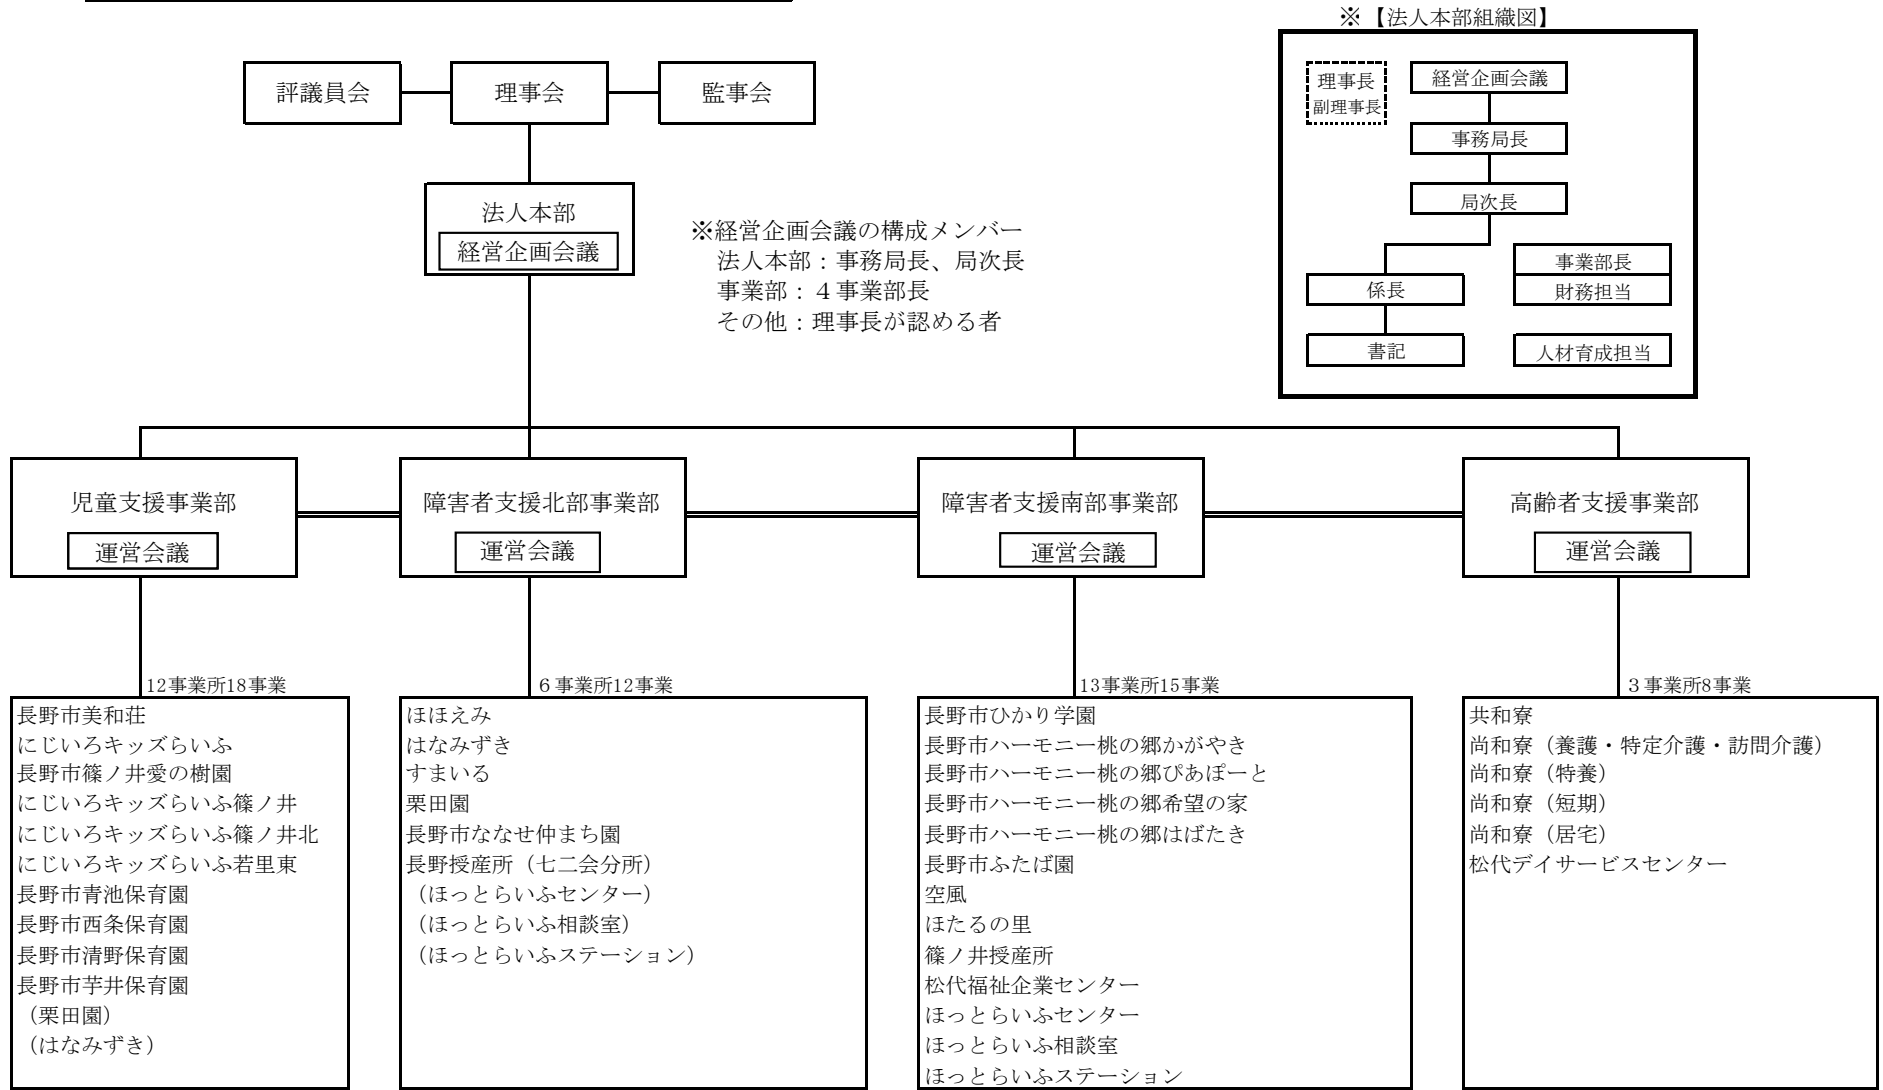 ※【法人本部組織図】
評議員会
理事会
監事会
法人本部
経営企画会議
※経営企画会議の構成メンバー
法人本部：事務局長、局次長
事業部：４事業部長
その他：理事長が認める者
理事長
副理事長
経営企画会議
事務局長
局次長
係長
書記
事業部長
財務担当
人材育成担当
児童支援事業部
運営会議
障害者支援北部事業部
運営会議
障害者支援南部事業部
運営会議
高齢者支援事業部
運営会議
12事業所18事業
長野市美和荘
にじいろキッズらいふ
長野市篠ノ井愛の樹園
にじいろキッズらいふ篠ノ井
にじいろキッズらいふ篠ノ井北
にじいろキッズらいふ若里東
長野市青池保育園
長野市西条保育園
長野市清野保育園
長野市芋井保育園
（栗田園）
（はなみずき）
６事業所12事業
ほほえみ
はなみずき
すまいる
栗田園
長野市ななせ仲まち園
長野授産所（七二会分所）
（ほっとらいふセンター）
（ほっとらいふ相談室）
（ほっとらいふステーション）
13事業所15事業
長野市ひかり学園
長野市ハーモニー桃の郷かがやき
長野市ハーモニー桃の郷ぴあぽーと
長野市ハーモニー桃の郷希望の家
長野市ハーモニー桃の郷はばたき
長野市ふたば園
空風
ほたるの里
篠ノ井授産所
松代福祉企業センター
ほっとらいふセンター
ほっとらいふ相談室
ほっとらいふステーション
３事業所8事業
共和寮
尚和寮（養護・特定介護・訪問介護）
尚和寮（特養）
尚和寮（短期）
尚和寮（居宅）
松代デイサービスセンター